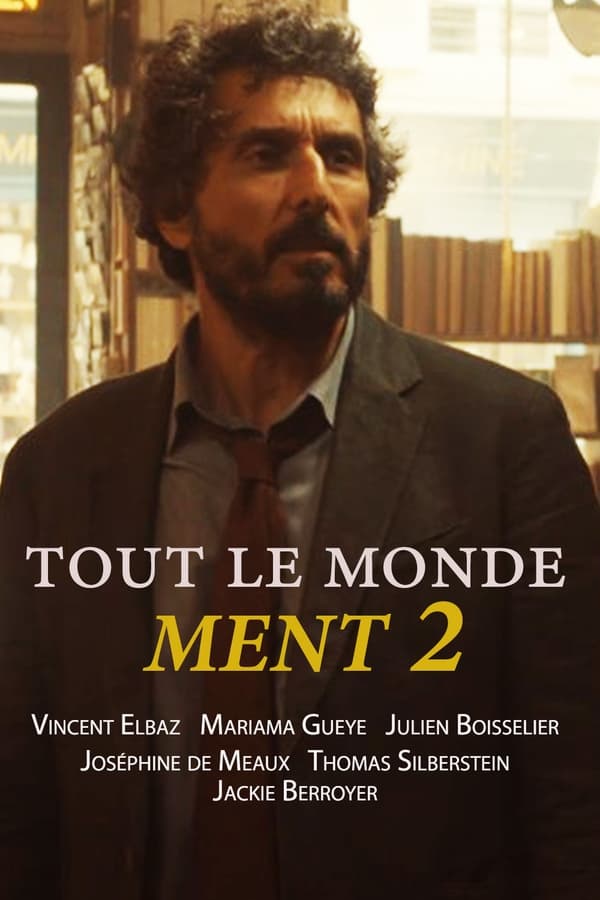 TOUT LE MONDE
MENT 2
VINCENT ELBAZ MARIAMA GUEYE JULIEN BOISSELIER
JOSÉPHINE DE MEAUX THOMAS SILBERSTEIN
JACKIE BERROYER